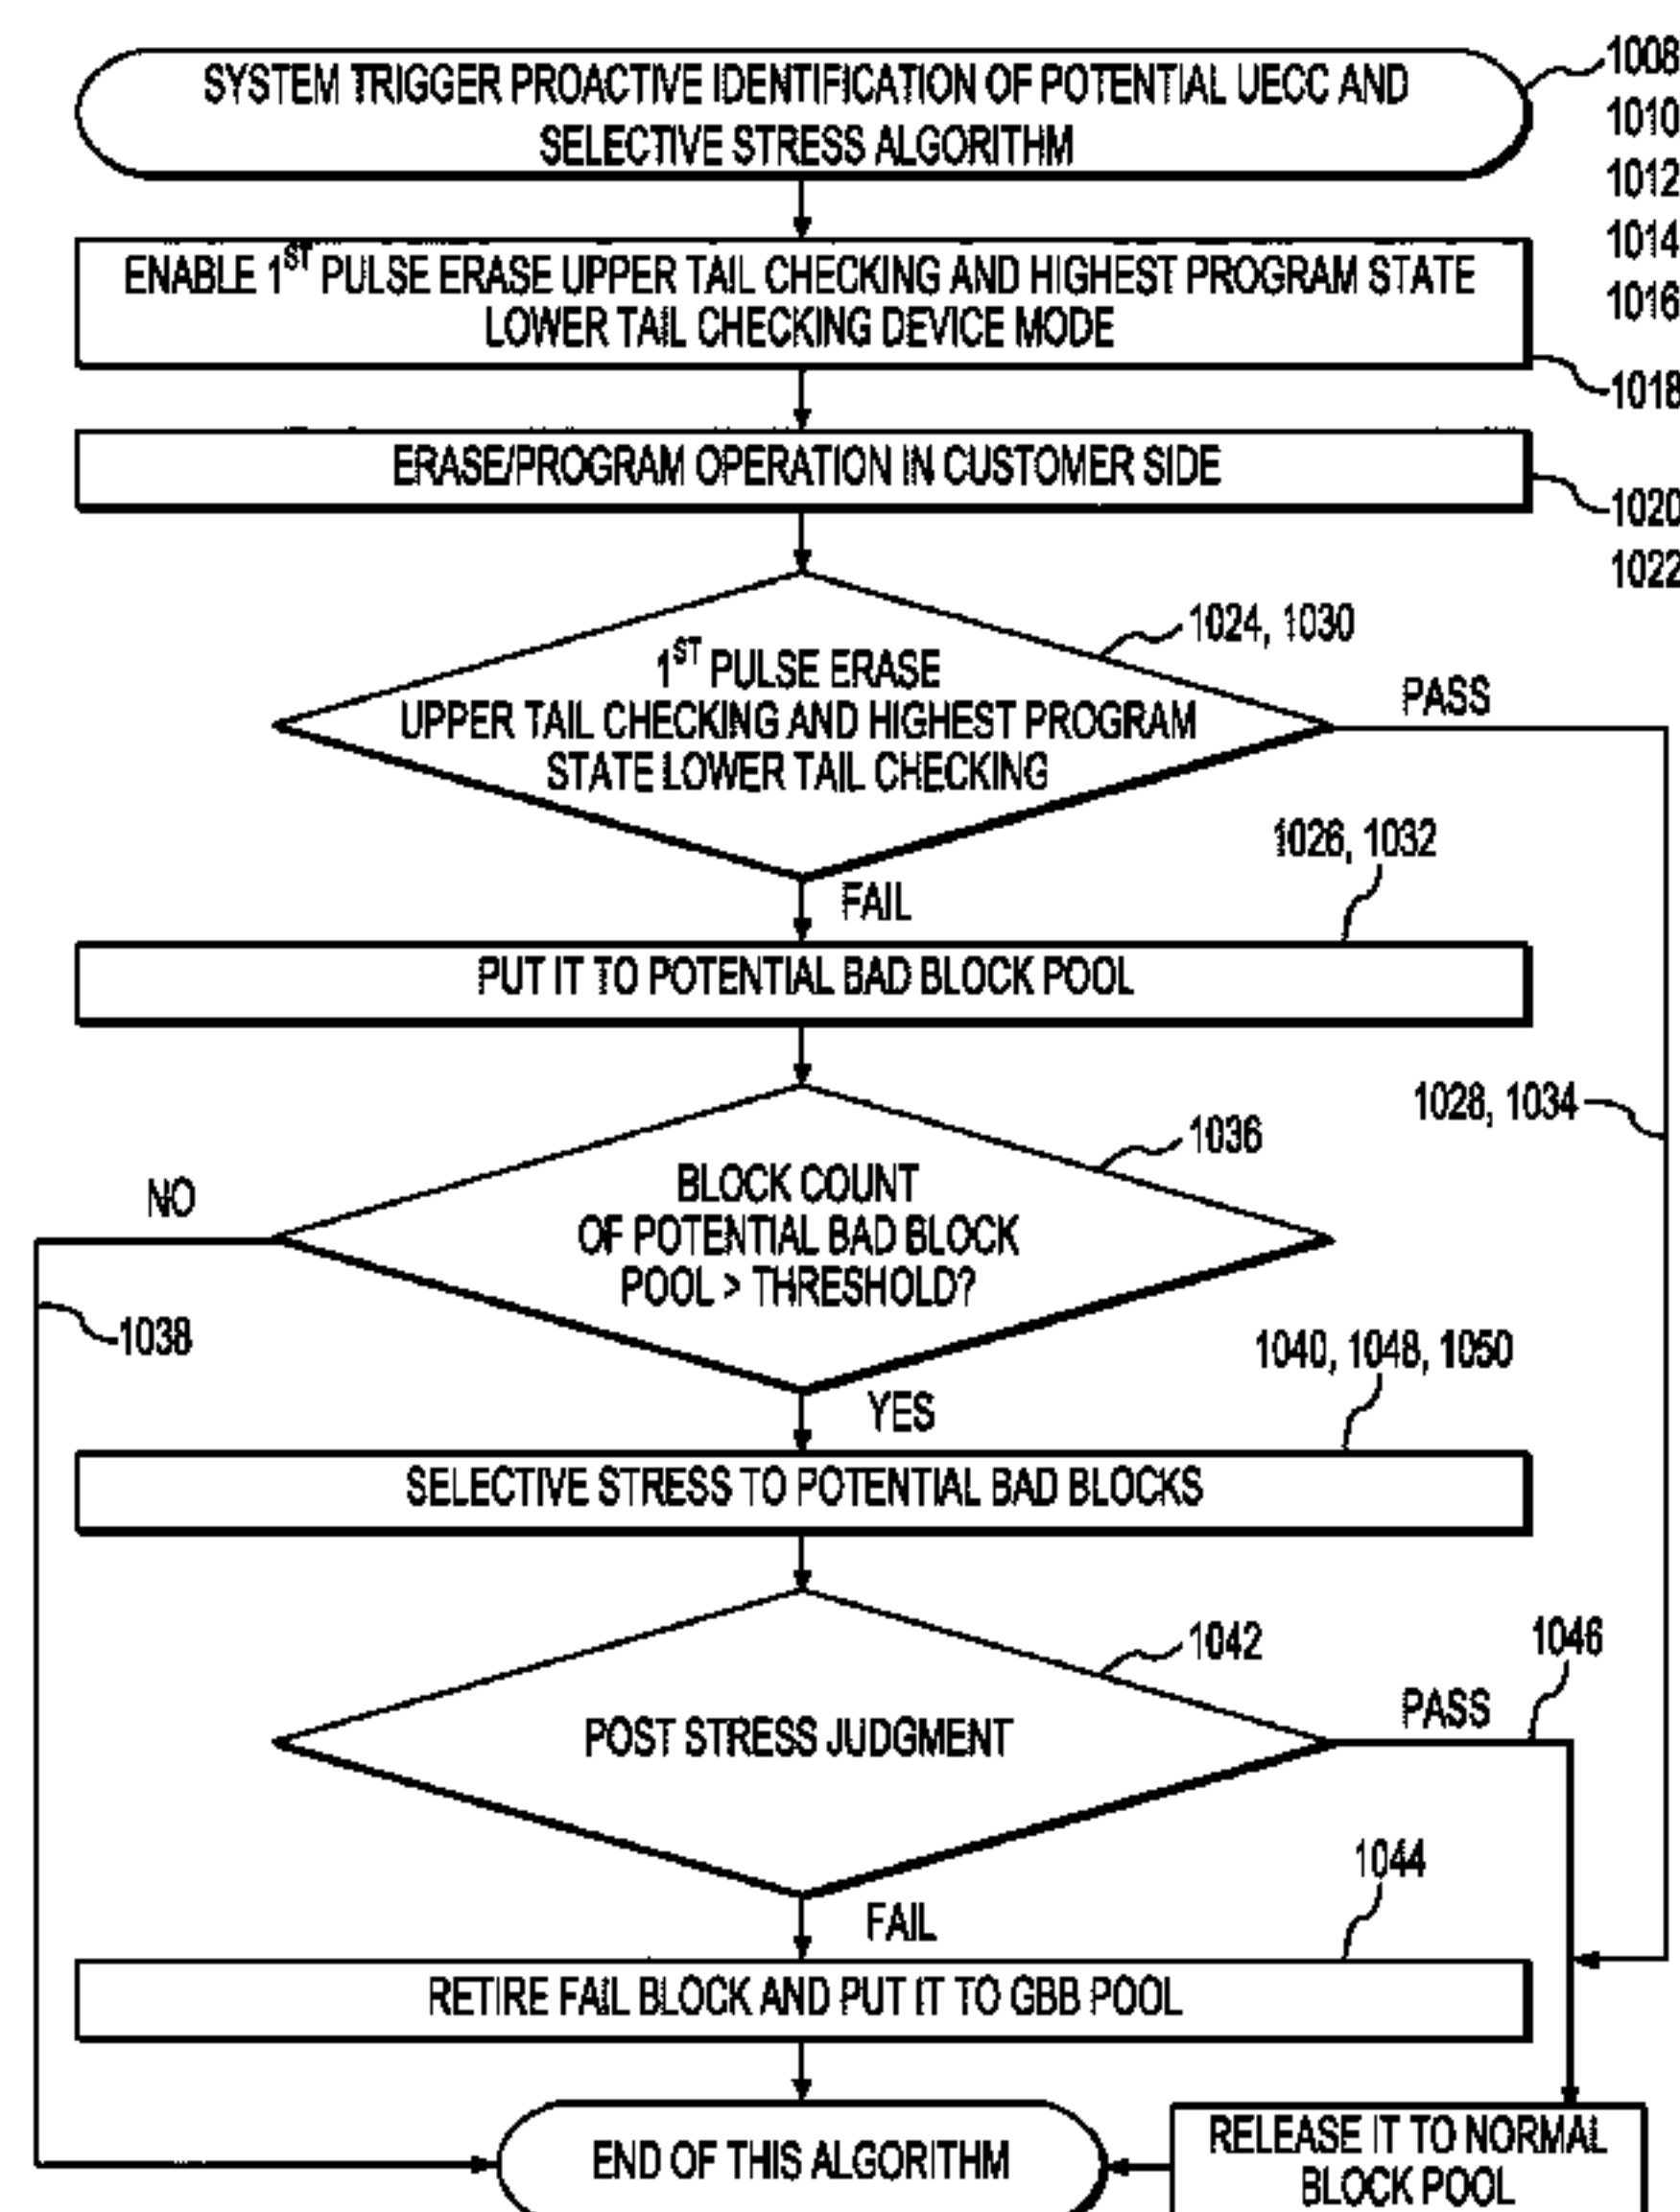 SYSTEM TRIGGER PROACTIVE IDENTIFICATION OF POTENTIAL UECC AND
SELECTIVE STRESS ALGORITHM
1008
1010
1012
1014
1016
ENABLE 1ST PULSE ERASE UPPER TAIL CHECKING AND HIGHEST PROGRAM STATE
LOWER TAIL CHECKING DEVICE MODE
1018
ERASE/PROGRAM OPERATION IN CUSTOMER SIDE
1020
1022
1024, 1030
1ST PULSE ERASE
UPPER TAIL CHECKING AND HIGHEST PROGRAM
STATE LOWER TAIL CHECKING
PASS
1026, 1032
FAIL
PUT IT TO POTENTIAL BAD BLOCK POOL
1028, 1034
1036
NO
BLOCK COUNT
OF POTENTIAL BAD BLOCK
POOL > THRESHOLD?
1038
1040, 1048, 1050
YES
SELECTIVE STRESS TO POTENTIAL BAD BLOCKS
1042
1046
PASS
POST STRESS JUDGMENT
1044
FAIL
RETIRE FAIL BLOCK AND PUT IT TO GBB POOL
END OF THIS ALGORITHM
RELEASE IT TO NORMAL
BLOCK POOL